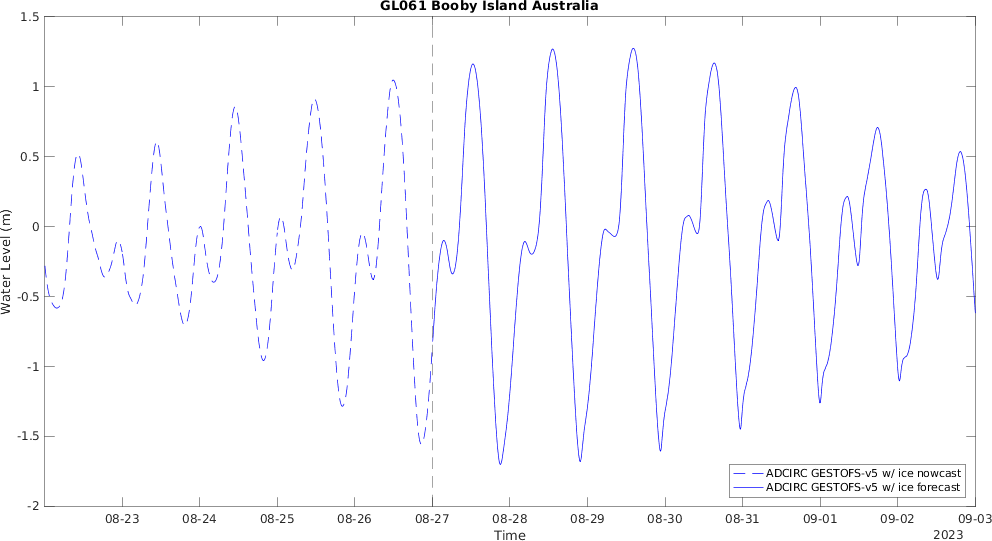 GL061 Booby Island Australia
1.5
1
0.5
0
-0.5
-1
-1.5
-2
Water Level (m)
ADCIRC GESTOFS-v5 w/ ice nowcast
ADCIRC GESTOFS-v5 w/ ice forecast
08-23 08-24 08-25 08-26 08-27 08-28 08-29 08-30 08-31 09-01 09-02 09-03
Time
2023